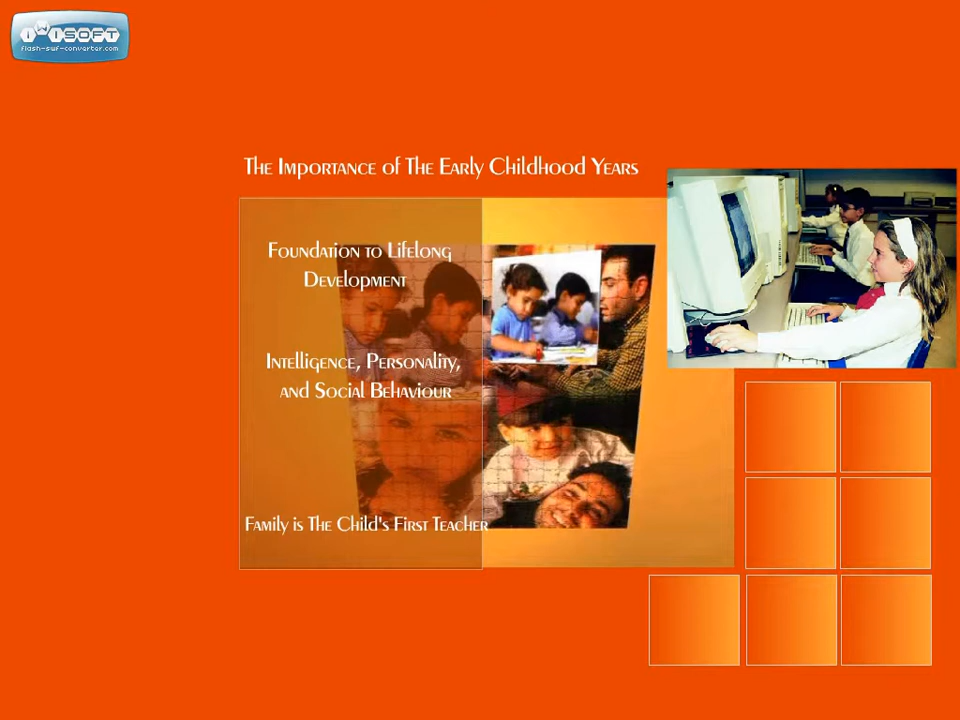 iWiSOFT
flash-swf-converter.com
The Importance of The Early Childhood Years
Foundation to Lifelong
Development
Intelligence, Personality,
and Social Behaviour
Family is The Child's First Teacher